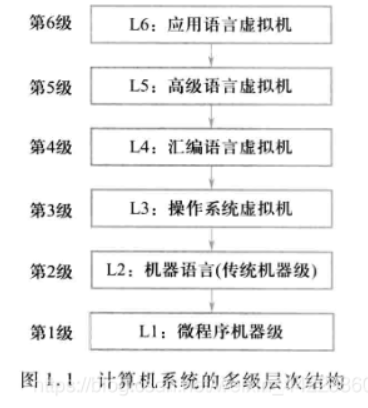 第6级 L6：应用语言虚拟机
第5级 L5：高级语言虚拟机
第4级 L4：汇编语言虚拟机
第3级 L3：操作系统虚拟机
第2级 L2：机器语言(传统机器级)
第1级 L1：微程序机器级
图 1.1 计算机系统的多级层次结构